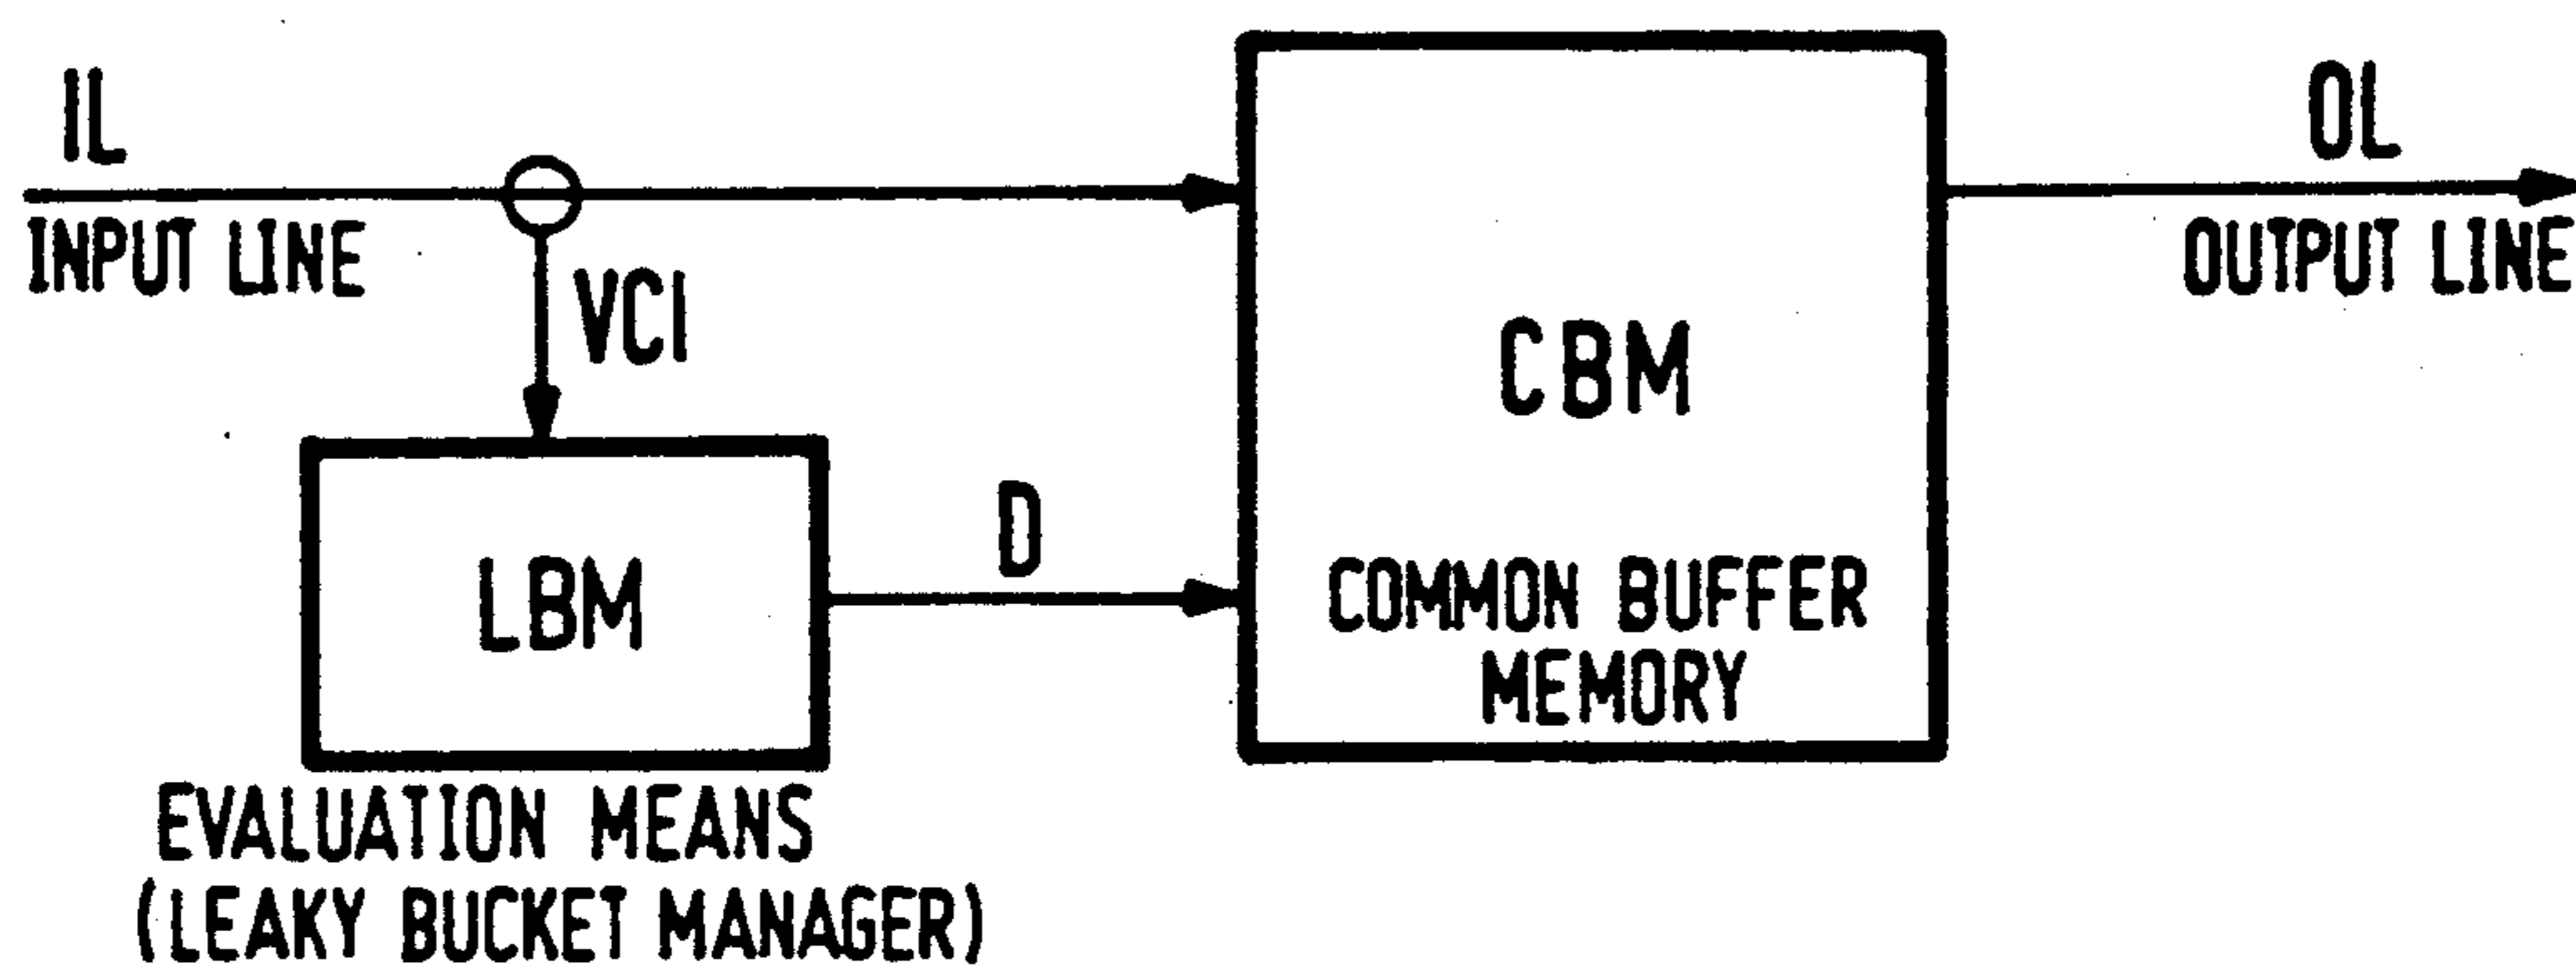 IL
INPUT LINE
VCI
LBM
EVALUATION MEANS
(LEAKY BUCKET MANAGER)
D
CBM
COMMON BUFFER
MEMORY
OL
OUTPUT LINE